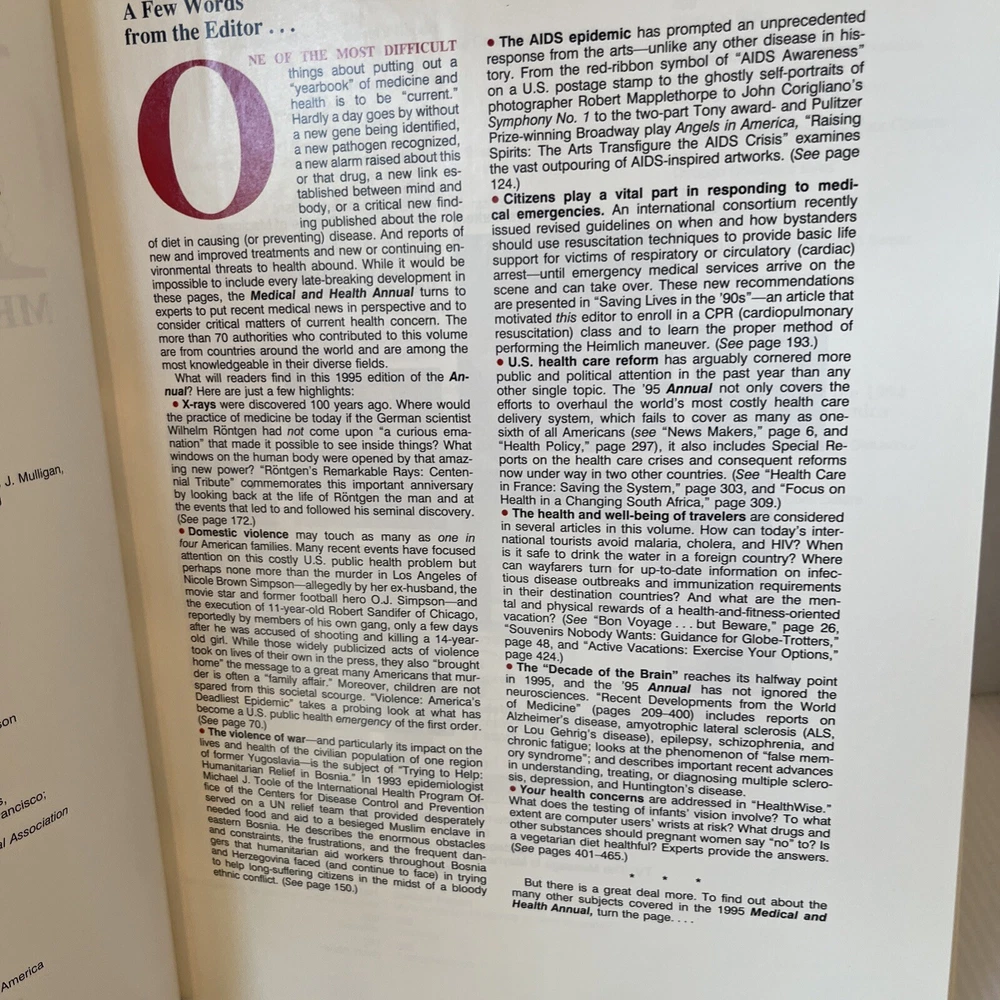 A Few Words
from the Editor . . .
ONE OF THE MOST DIFFICULT
things about putting out a
"yearbook" of medicine and
health is to be "current."
Hardly a day goes by without
a new gene being identified,
a new pathogen recognized,
a new alarm raised about this
or that drug, a new link es-
tablished between mind and
body, or a critical new find-
ing published about the role
of diet in causing (or preventing) disease. And reports of
new and improved treatments and new or continuing en-
vironmental threats to health abound. While it would be
impossible to include every late-breaking development in
these pages, the Medical and Health Annual turns to
experts to put recent medical news in perspective and to
consider critical matters of current health concern. The
more than 70 authorities who contributed to this volume
are from countries around the world and are among the
most knowledgeable in their diverse fields.
What will readers find in this 1995 edition of the An-
nual? Here are just a few highlights:
• X-rays were discovered 100 years ago. Where would
the practice of medicine be today if the German scientist
Wilhelm Röntgen had not come upon "a curious ema-
nation" that made it possible to see inside things? What
windows on the human body were opened by that amaz-
ing new power? "Röntgen's Remarkable Rays: Centen-
nial Tribute" commemorates this important anniversary
by looking back at the life of Röntgen the man and at
the events that led to and followed his seminal discovery.
(See page 172.)
• Domestic violence may touch as many as one in
four American families. Many recent events have focused
attention on this costly U.S. public health problem but
perhaps none more than the murder in Los Angeles of
Nicole Brown Simpson—allegedly by her ex-husband, the
movie star and former football hero O.J. Simpson—and
the execution of 11-year-old Robert Sandifer of Chicago,
reportedly by members of his own gang, only a few days
after he was accused of shooting and killing a 14-year-
old girl. While those widely publicized acts of violence
took on lives of their own in the press, they also "brought
home" the message to a great many Americans that mur-
der is often a "family affair." Moreover, children are not
spared from this societal scourge. "Violence: America's
Deadliest Epidemic" takes a probing look at what has
become a U.S. public health emergency of the first order.
(See page 70.)
• The violence of war—and particularly its impact on the
lives and health of the civilian population of one region
of former Yugoslavia—is the subject of "Trying to Help:
Humanitarian Relief in Bosnia." In 1993 epidemiologist
Michael J. Toole of the International Health Program Of-
fice of the Centers for Disease Control and Prevention
served on a UN relief team that provided desperately
needed food and aid to a besieged Muslim enclave in
eastern Bosnia. He describes the enormous obstacles
and constraints, the frustrations, and the frequent dan-
gers that humanitarian aid workers throughout Bosnia
and Herzegovina faced (and continue to face) in trying
to help long-suffering citizens in the midst of a bloody
ethnic conflict. (See page 150.)
• The AIDS epidemic has prompted an unprecedented
response from the arts—unlike any other disease in his-
tory. From the red-ribbon symbol of "AIDS Awareness"
on a U.S. postage stamp to the ghostly self-portraits of
photographer Robert Mapplethorpe to John Corigliano's
Symphony No. 1 to the two-part Tony award- and Pulitzer
Prize-winning Broadway play Angels in America, "Raising
Spirits: The Arts Transfigure the AIDS Crisis" examines
the vast outpouring of AIDS-inspired artworks. (See page
124.)
• Citizens play a vital part in responding to medi-
cal emergencies. An international consortium recently
issued revised guidelines on when and how bystanders
should use resuscitation techniques to provide basic life
support for victims of respiratory or circulatory (cardiac)
arrest—until emergency medical services arrive on the
scene and can take over. These new recommendations
are presented in "Saving Lives in the '90s"—an article that
motivated this editor to enroll in a CPR (cardiopulmonary
resuscitation) class and to learn the proper method of
performing the Heimlich maneuver. (See page 193.)
• U.S. health care reform has arguably cornered more
public and political attention in the past year than any
other single topic. The '95 Annual not only covers the
efforts to overhaul the world's most costly health care
delivery system, which fails to cover as many as one-
sixth of all Americans (see "News Makers," page 6, and
"Health Policy," page 297), it also includes Special Re-
ports on the health care crises and consequent reforms
now under way in two other countries. (See "Health Care
in France: Saving the System," page 303, and "Focus on
Health in a Changing South Africa," page 309.)
• The health and well-being of travelers are considered
in several articles in this volume. How can today's inter-
national tourists avoid malaria, cholera, and HIV? When
is it safe to drink the water in a foreign country? Where
can wayfarers turn for up-to-date information on infec-
tious disease outbreaks and immunization requirements
in their destination countries? And what are the men-
tal and physical rewards of a health-and-fitness-oriented
vacation? (See "Bon Voyage . . . but Beware," page 26,
"Souvenirs Nobody Wants: Guidance for Globe-Trotters,"
page 48, and "Active Vacations: Exercise Your Options,"
page 424.)
• The "Decade of the Brain" reaches its halfway point
in 1995, and the '95 Annual has not ignored the
neurosciences. "Recent Developments from the World
of Medicine" (pages 209–400) includes reports on
Alzheimer's disease, amyotrophic lateral sclerosis (ALS,
or Lou Gehrig's disease), epilepsy, schizophrenia, and
chronic fatigue; looks at the phenomenon of "false mem-
ory syndrome"; and describes important recent advances
in understanding, treating, or diagnosing multiple sclero-
sis, depression, and Huntington's disease.
• Your health concerns are addressed in "HealthWise."
What does the testing of infants' vision involve? To what
extent are computer users' wrists at risk? What drugs and
other substances should pregnant women say "no" to? Is
a vegetarian diet healthful? Experts provide the answers.
(See pages 401–465.)
* * *
But there is a great deal more. To find out about the
many other subjects covered in the 1995 Medical and
Health Annual, turn the page. . . .
J. Mulligan,
ancisco;
al Association
America